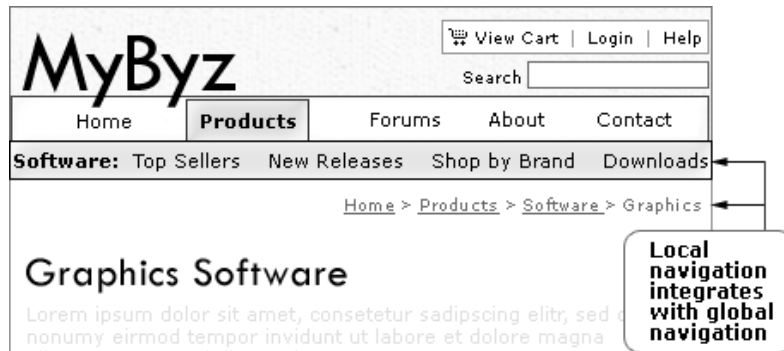 MyByz
View Cart | Login | Help
Search
Home Products Forums About Contact
Software: Top Sellers New Releases Shop by Brand Downloads
Home > Products > Software > Graphics
Local
navigation
integrates
with global
navigation
Graphics Software
Lorem ipsum dolor sit amet, consetetur sadipscing elitr, sed
nonumy eirmod tempor invidunt ut labore et dolore magna